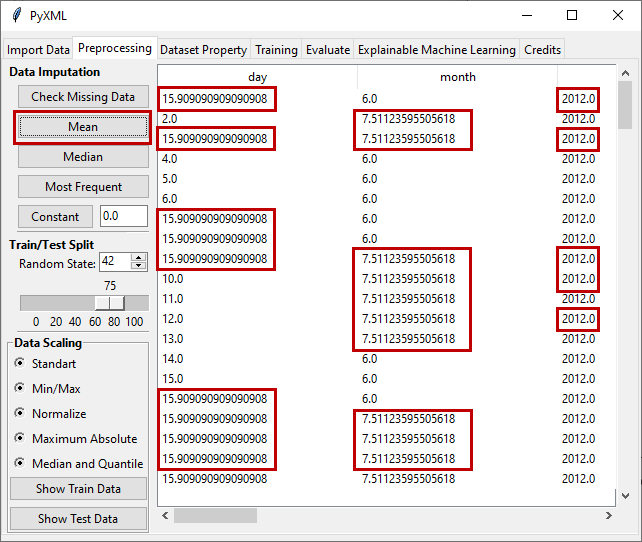 PyXML
Import Data Preprocessing Dataset Property Training Evaluate Explainable Machine Learning Credits
Data Imputation
Check Missing Data
Mean
Median
Most Frequent
Constant 0.0
Train/Test Split
Random State: 42
75
0 20 40 60 80 100
Data Scaling
Standart
Min/Max
Normalize
Maximum Absolute
Median and Quantile
Show Train Data
Show Test Data
day month
15.909090909090908 6.0 2012.0
2.0 7.51123595505618 2012.0
15.909090909090908 7.51123595505618 2012.0
4.0 6.0 2012.0
5.0 6.0 2012.0
6.0 6.0 2012.0
15.909090909090908 6.0 2012.0
15.909090909090908 6.0 2012.0
15.909090909090908 7.51123595505618 2012.0
10.0 7.51123595505618 2012.0
11.0 7.51123595505618 2012.0
12.0 7.51123595505618 2012.0
13.0 7.51123595505618 2012.0
14.0 6.0 2012.0
15.0 6.0 2012.0
15.909090909090908 6.0 2012.0
15.909090909090908 7.51123595505618 2012.0
15.909090909090908 7.51123595505618 2012.0
15.909090909090908 7.51123595505618 2012.0
15.909090909090908 7.51123595505618 2012.0